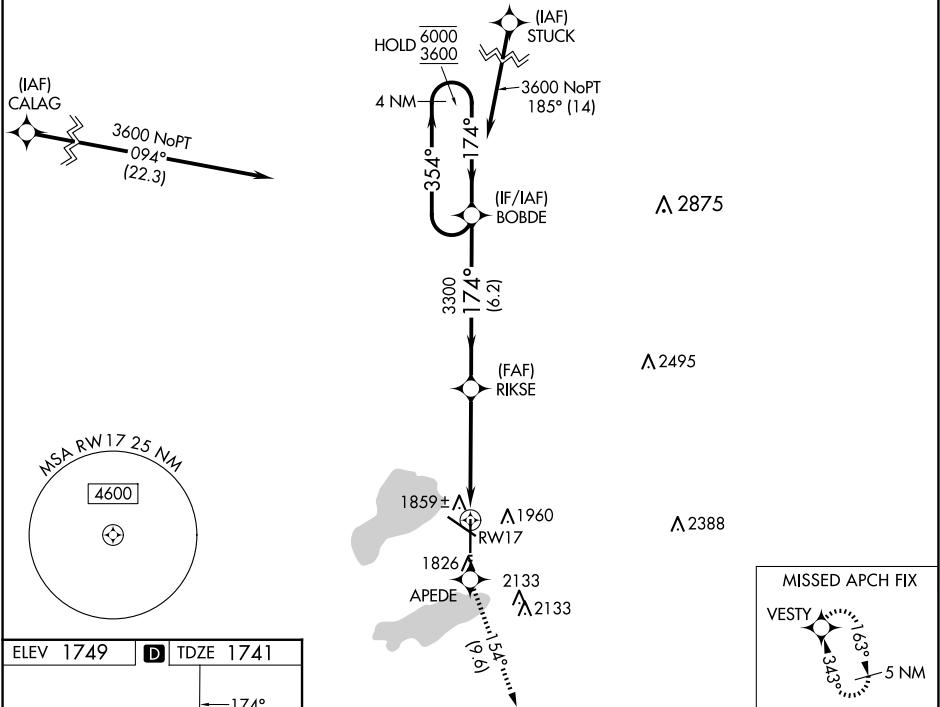 (IAF)
STUCK
HOLD 6000
3600
4 NM
3600 NoPT
185° (14)
(IAF)
CALAG
3600 NoPT
094°
(22.3)
354°
174°
(IF/IAF)
BOBDE
2875
3300
174°
(6.2)
(FAF)
RIKSE
2495
MSA RW17 25 NM
4600
1859±
1960
RW17
2388
1826
APEDE
2133
2133
154°
(9.6)
MISSED APCH FIX
VESTY
163°
343°
5 NM
ELEV 1749 D TDZE 1741
174°